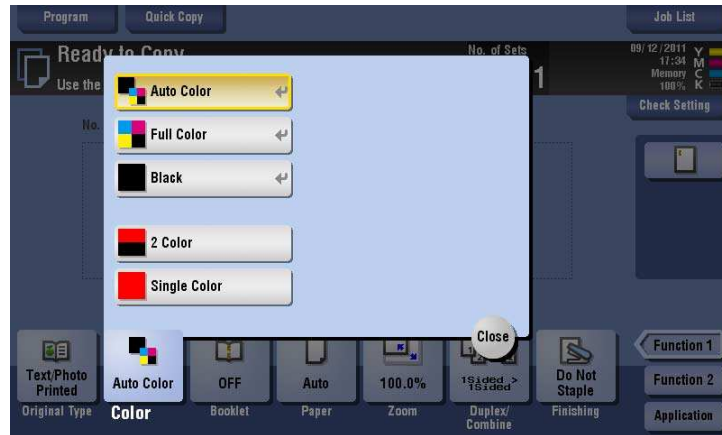 Program
Quick Copy
Job List
Ready to Copy
No. of Sets
1
Use the
09/12/2011
17:34
Memory
100%
Y
M
C
K
Check Setting
No.
Auto Color
Full Color
Black
2 Color
Single Color
Close
Text/Photo
Printed
Auto Color
OFF
Auto
100.0%
1Sided >
1Sided
Do Not
Staple
Original Type
Color
Booklet
Paper
Zoom
Duplex/
Combine
Finishing
Function 1
Function 2
Application